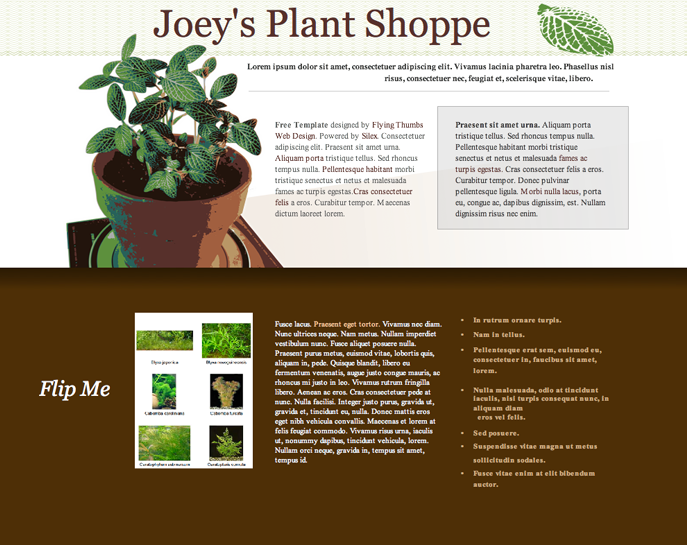 Joey's Plant Shoppe
Lorem ipsum dolor sit amet, consectetuer adipiscing elit. Vivamus lacinia pharetra leo. Phasellus nisl
risus, consectetuer nec, feugiat et, scelerisque vitae, libero.
Free Template designed by Flying Thumbs
Web Design. Powered by Silex. Consectetuer
adipiscing elit. Praesent sit amet urna.
Aliquam porta tristique tellus. Sed rhoncus
tempus nulla. Pellentesque habitant morbi
tristique senectus et netus et malesuada
fames ac turpis egestas.Cras consectetuer
felis a eros. Curabitur tempor. Maecenas
dictum laoreet lorem.
Praesent sit amet urna. Aliquam porta
tristique tellus. Sed rhoncus tempus nulla.
Pellentesque habitant morbi tristique
senectus et netus et malesuada fames ac
turpis egestas. Cras consectetuer felis a eros.
Curabitur tempor. Donec pulvinar
pellentesque ligula. Morbi nulla lacus, porta
eu, congue ac, dapibus dignissim, est. Nullam
dignissim risus nec enim.
Flip Me
Fusce lacus. Praesent eget tortor. Vivamus nec diam.
Nunc ultrices neque. Nam metus. Nullam imperdiet
vestibulum nunc. Fusce aliquet posuere nulla.
Praesent purus metus, euismod vitae, lobortis quis,
aliquam in, pede. Quisque blandit, libero eu
fermentum venenatis, augue justo congue mauris, ac
rhoncus mi justo in leo. Vivamus rutrum fringilla
libero. Aenean ac eros. Cras consectetuer pede at
nunc. Nulla facilisi. Integer justo purus, gravida ut,
gravida et, tincidunt eu, nulla. Donec mattis eros
eget nibh vehicula convallis. Maecenas et lorem at
felis feugiat commodo. Vivamus risus urna, iaculis
ut, nonummy dapibus, tincidunt vehicula, lorem.
Nullam orci neque, gravida in, tempus sit amet,
tempus id.
• In rutrum ornare turpis.
• Nam in tellus.
• Pellentesque erat sem, euismod eu,
consectetuer in, faucibus sit amet,
lorem.
• Nulla malesuada, odio at tincidunt
iaculis, nisl turpis consequat nunc, in
aliquam diam
eros vel felis.
• Sed posuere.
• Suspendisse vitae magna ut metus
sollicitudin sodales.
• Fusce vitae enim at elit bibendum
auctor.